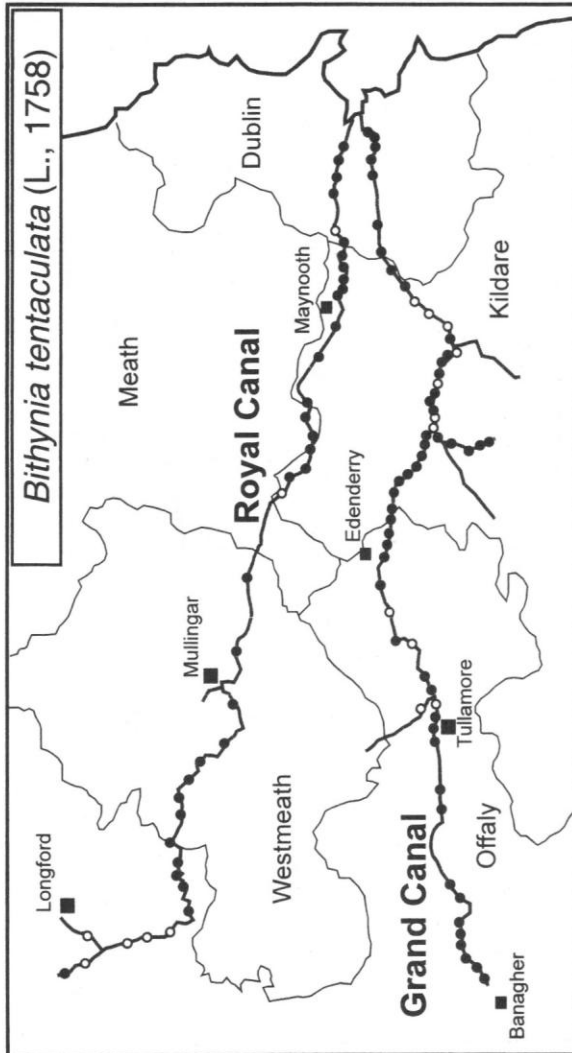 Bithynia tentaculata (L., 1758)
Meath
Dublin
Royal Canal
Maynooth
Longford
Mullingar
Westmeath
Edenderry
Kildare
Grand Canal
Tullamore
Offaly
Banagher